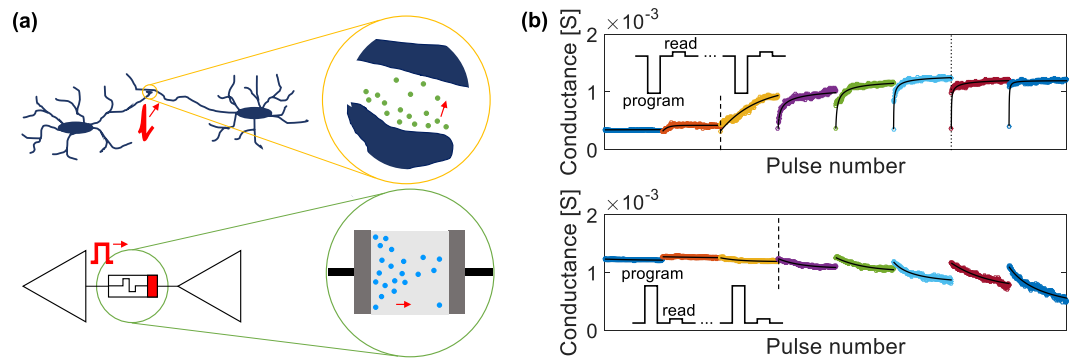 (a)
(b)
×10⁻³
Conductance [S]
2
1
0
read
...
program
Pulse number
×10⁻³
Conductance [S]
2
1
0
program
read
...
Pulse number